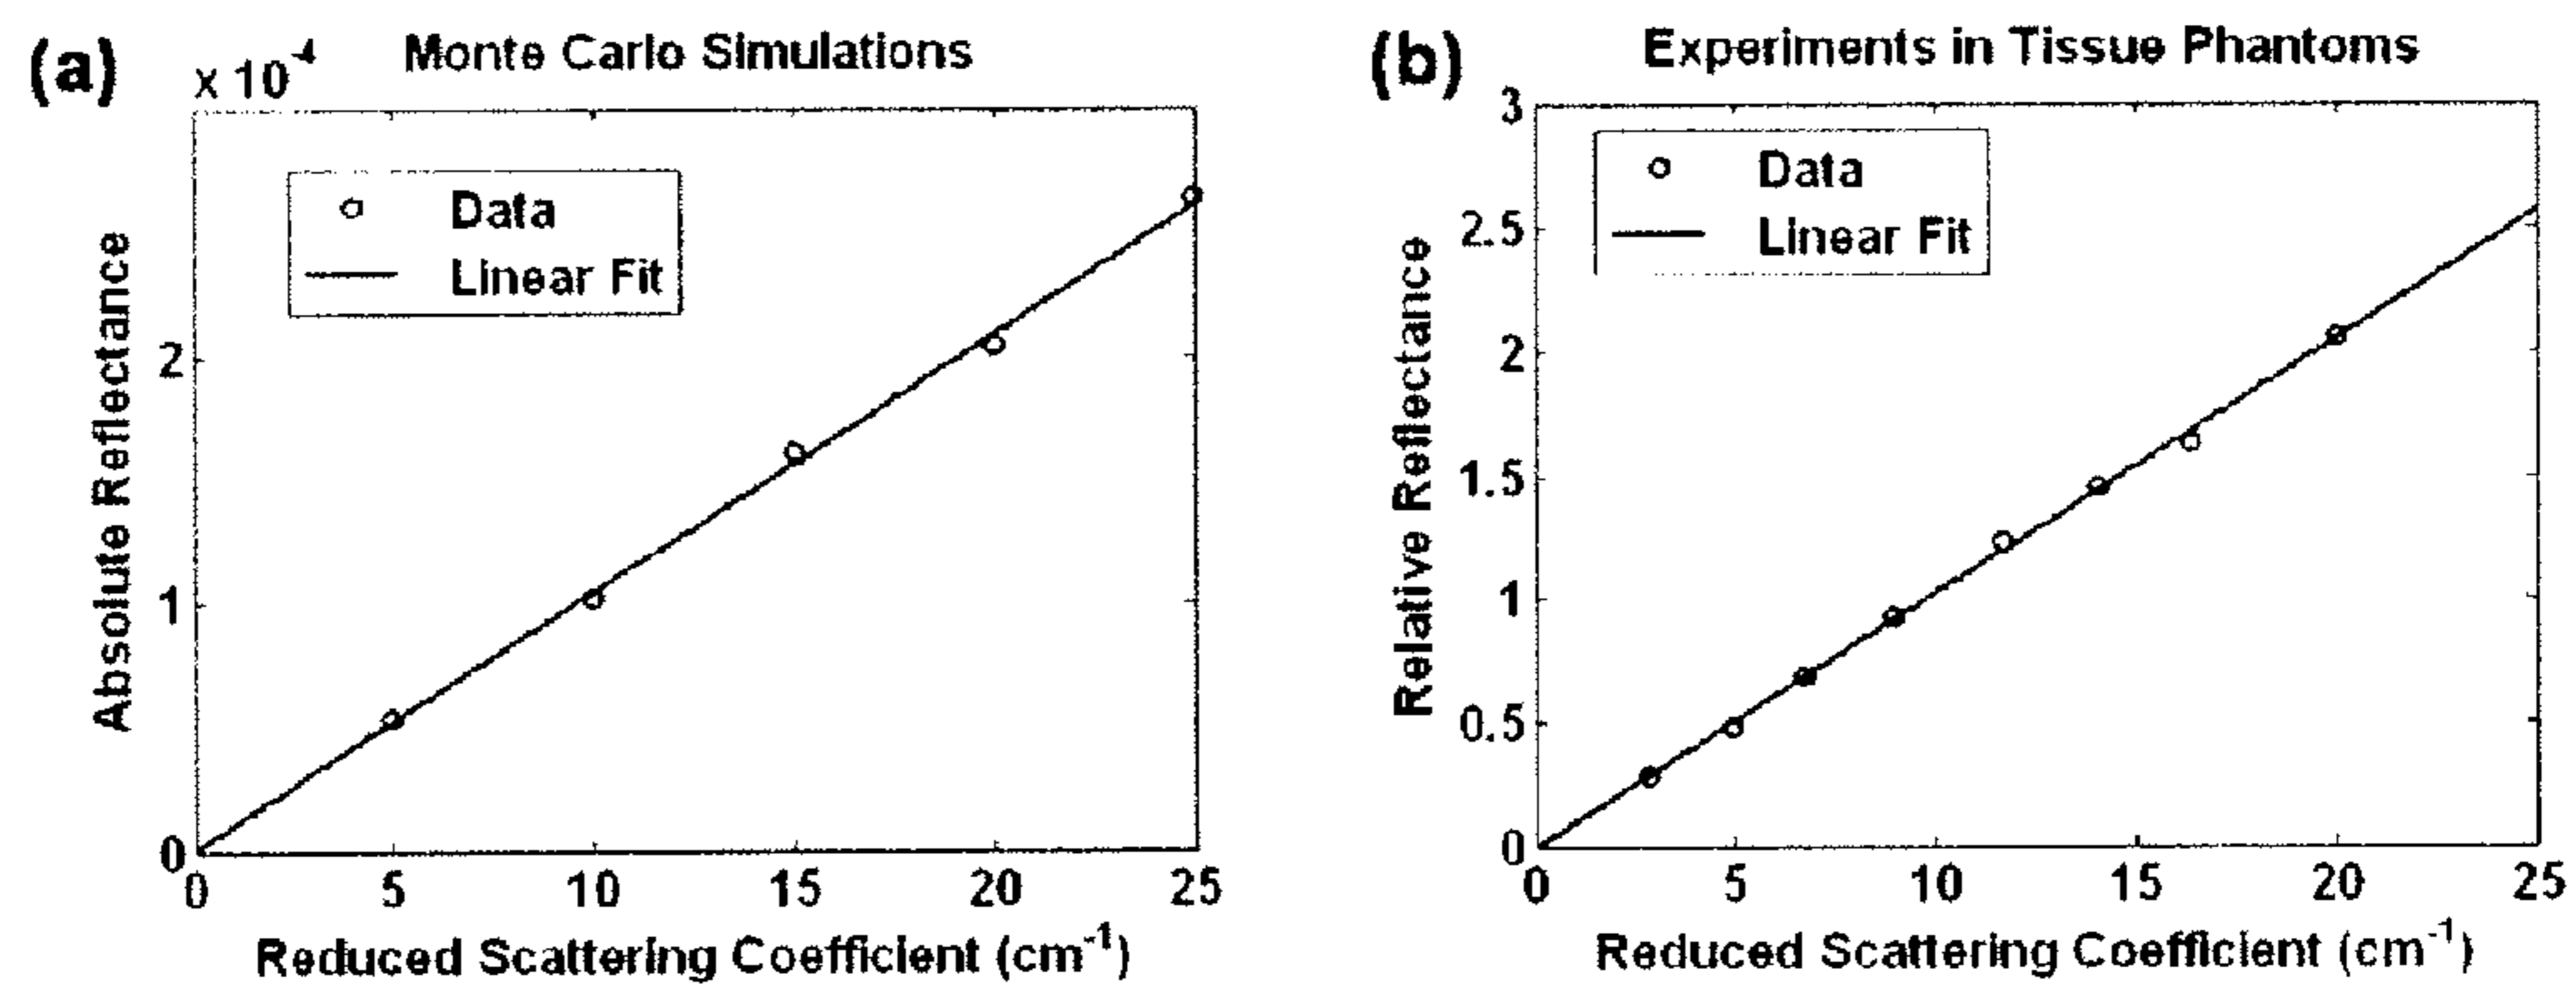 (a)
Monte Carlo Simulations
x 10^-4
Data
Linear Fit
Absolute Reflectance
2
1
0
0 5 10 15 20 25
Reduced Scattering Coefficient (cm^-1)
(b)
Experiments in Tissue Phantoms
Data
Linear Fit
Relative Reflectance
3
2.5
2
1.5
1
0.5
0
0 5 10 15 20 25
Reduced Scattering Coefficient (cm^-1)